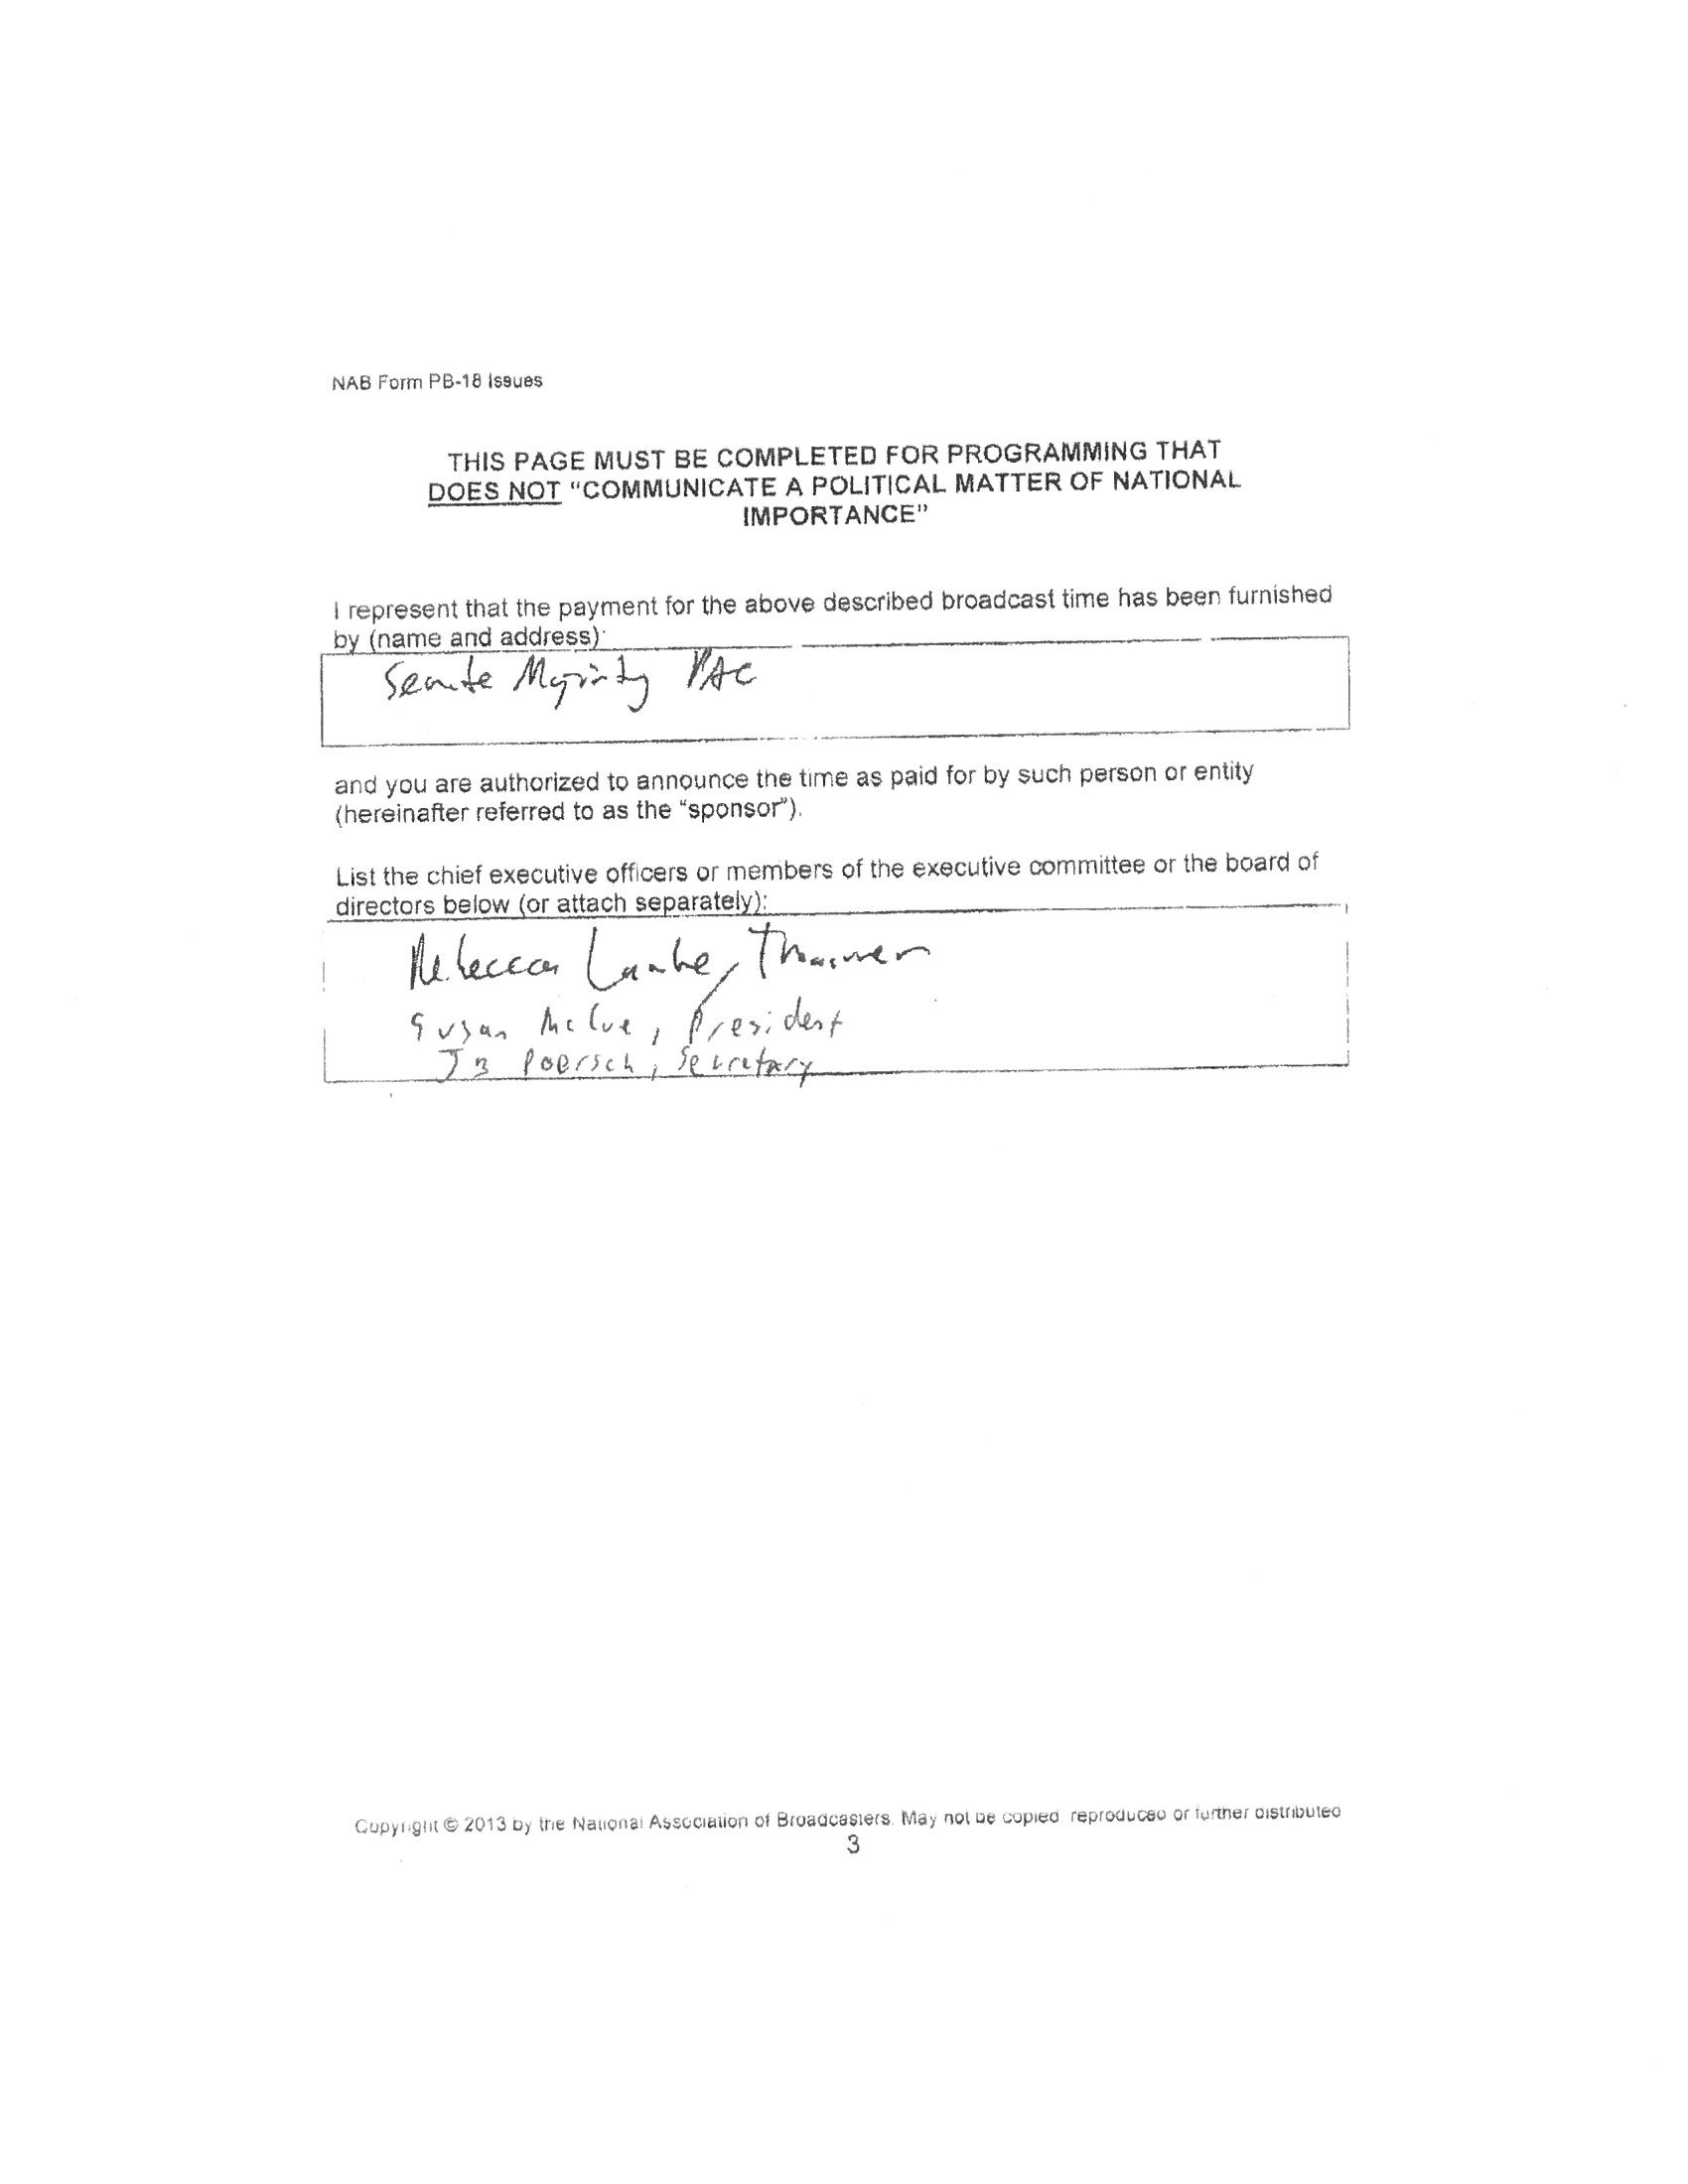 NAB Form PB-18 Issues
THIS PAGE MUST BE COMPLETED FOR PROGRAMMING THAT
DOES NOT "COMMUNICATE A POLITICAL MATTER OF NATIONAL
IMPORTANCE"
I represent that the payment for the above described broadcast time has been furnished
by (name and address):
Senate Majority PAC
and you are authorized to announce the time as paid for by such person or entity
(hereinafter referred to as the "sponsor").
List the chief executive officers or members of the executive committee or the board of
directors below (or attach separately):
Rebecca Lambe,
Susan McCue, President
JB Poersch, Secretary
Copyright © 2013 by the National Association of Broadcasters. May not be copied reproduced or further distributed
3